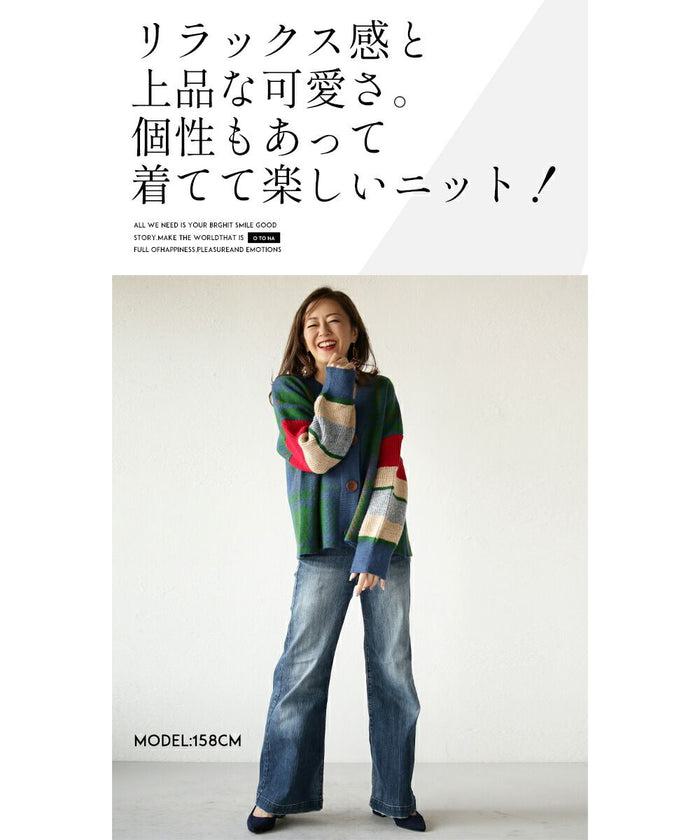 リラックス感と
上品な可愛さ。
個性もあって
着てて楽しいニット！
ALL WE NEED IS YOUR BRGHIT SMILE GOOD
STORY.MAKE THE WORLDTHAT IS O TO NA
FULL OFHAPPINESS,PLEASUREAND EMOTIONS
MODEL:158CM